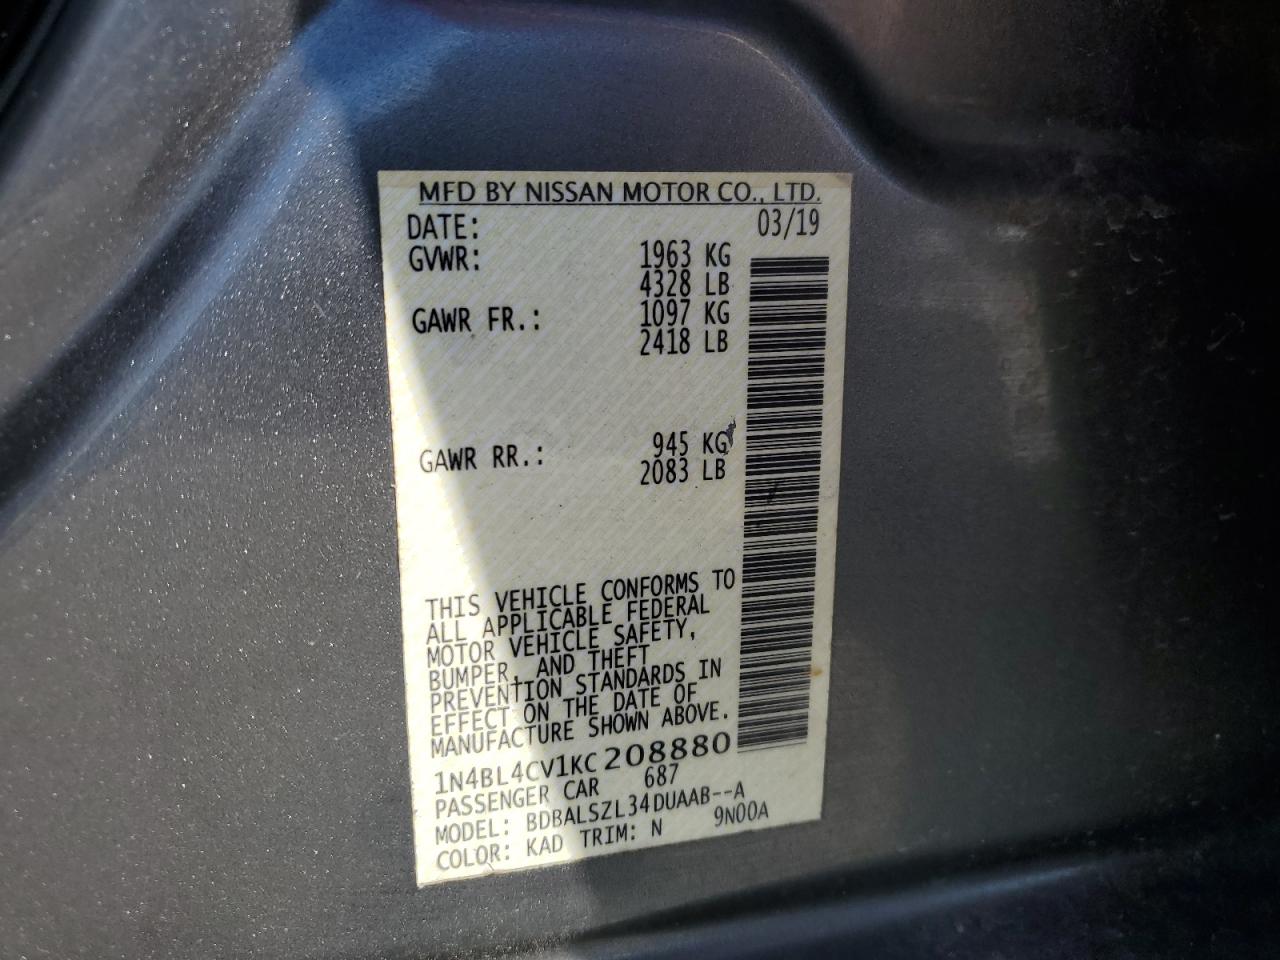 MFD BY NISSAN MOTOR CO., LTD.
DATE: 03/19
GVWR: 1963 KG
4328 LB
GAWR FR.: 1097 KG
2418 LB
GAWR RR.: 945 KG
2083 LB
THIS VEHICLE CONFORMS TO
ALL APPLICABLE FEDERAL
MOTOR VEHICLE SAFETY,
BUMPER, AND THEFT
PREVENTION STANDARDS IN
EFFECT ON THE DATE OF
MANUFACTURE SHOWN ABOVE.
1N4BL4CV1KC208880
PASSENGER CAR 687
MODEL: BDBALSZL34DUAAB--A
COLOR: KAD TRIM: N 9N00A